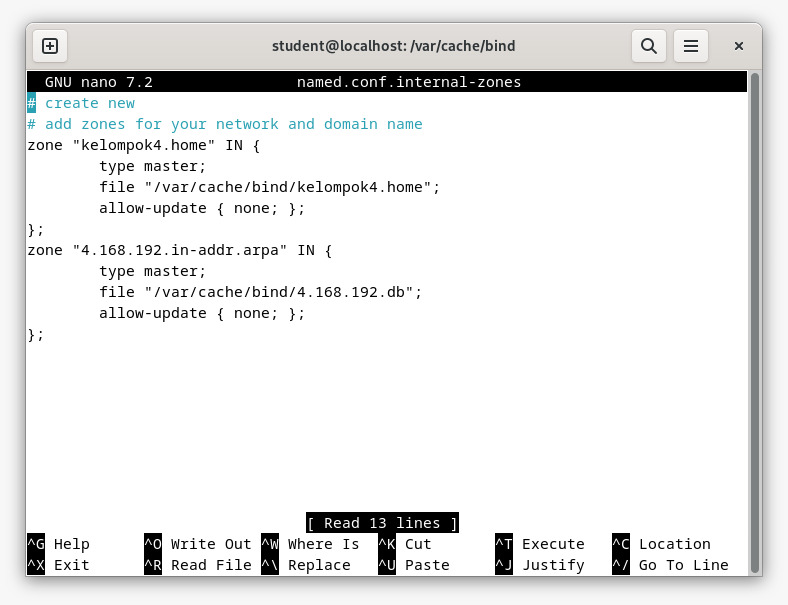 student@localhost: /var/cache/bind
GNU nano 7.2 named.conf.internal-zones
# create new
# add zones for your network and domain name
zone "kelompok4.home" IN {
type master;
file "/var/cache/bind/kelompok4.home";
allow-update { none; };
};
zone "4.168.192.in-addr.arpa" IN {
type master;
file "/var/cache/bind/4.168.192.db";
allow-update { none; };
};
[ Read 13 lines ]
^G Help ^O Write Out ^W Where Is ^K Cut ^T Execute ^C Location
^X Exit ^R Read File ^\ Replace ^U Paste ^J Justify ^/ Go To Line